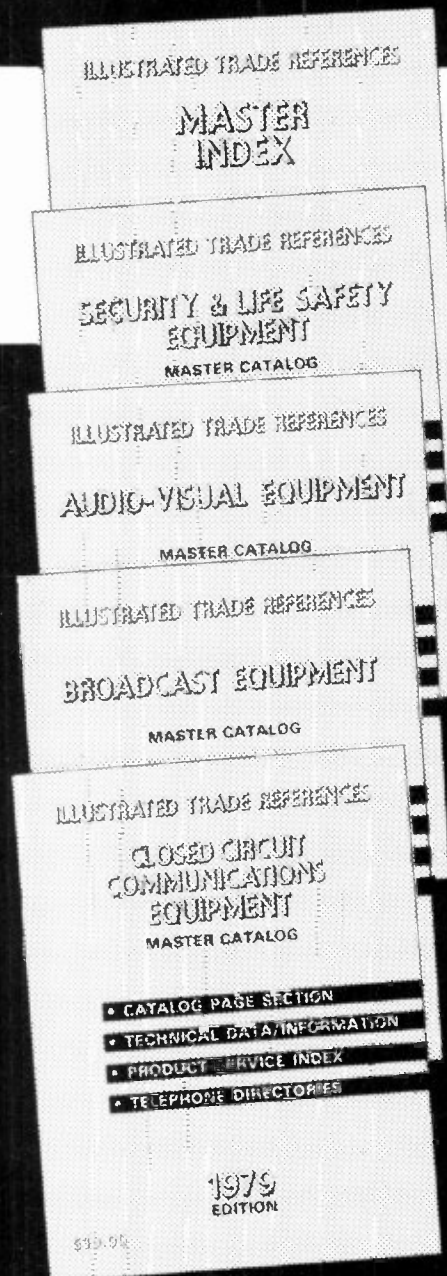 ILLUSTRATED TRADE REFERENCES
MASTER
INDEX
ILLUSTRATED TRADE REFERENCES
SECURITY & LIFE SAFETY
EQUIPMENT
MASTER CATALOG
ILLUSTRATED TRADE REFERENCES
AUDIO-VISUAL EQUIPMENT
MASTER CATALOG
ILLUSTRATED TRADE REFERENCES
BROADCAST EQUIPMENT
MASTER CATALOG
ILLUSTRATED TRADE REFERENCES
CLOSED CIRCUIT
COMMUNICATIONS
EQUIPMENT
MASTER CATALOG
• CATALOG PAGE SECTION
• TECHNICAL DATA/INFORMATION
• PRODUCT SERVICE INDEX
• TELEPHONE DIRECTORIES
1979
EDITION